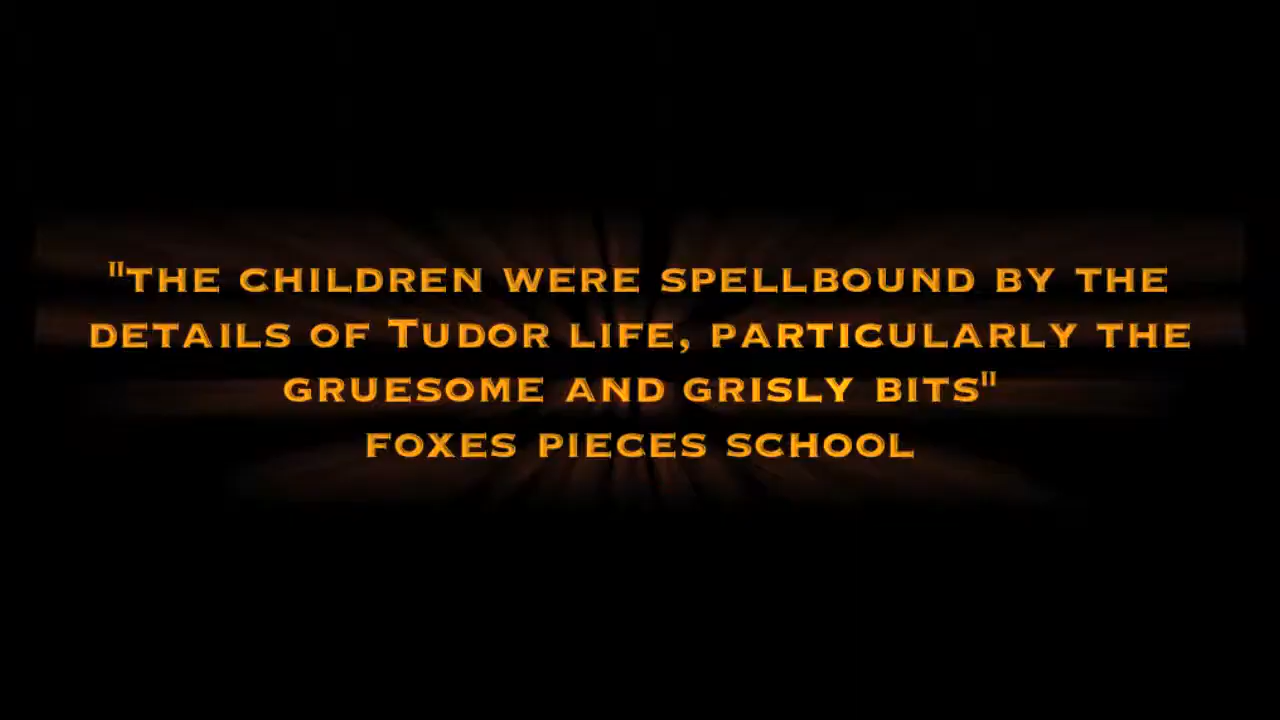 "THE CHILDREN WERE SPELLBOUND BY THE
DETAILS OF TUDOR LIFE, PARTICULARLY THE
GRUESOME AND GRISLY BITS"
FOXES PIECES SCHOOL